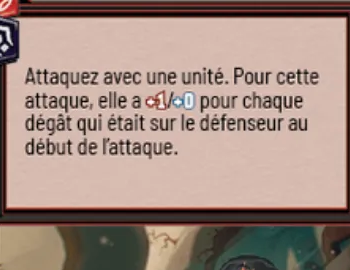 Attaquez avec une unité. Pour cette
attaque, elle a +1/+0 pour chaque
dégât qui était sur le défenseur au
début de l'attaque.